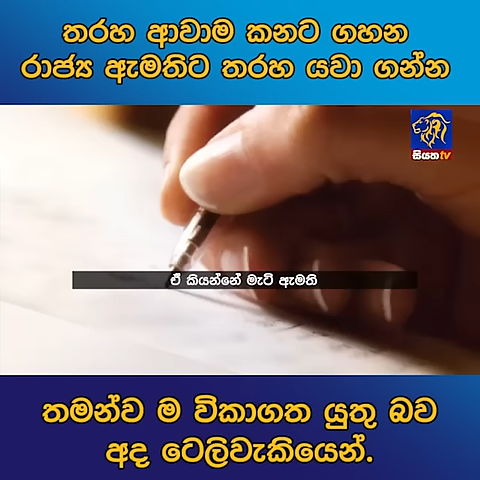 තරහ ආවාම කනට ගහන
රාජ්‍ය ඇමතිට තරහ යවා ගන්න
සියත tv
ඒ කියන්නේ මැටි ඇමති
තමන්ව ම විකාගත යුතු බව
අද ටෙලිවැකියෙන්.